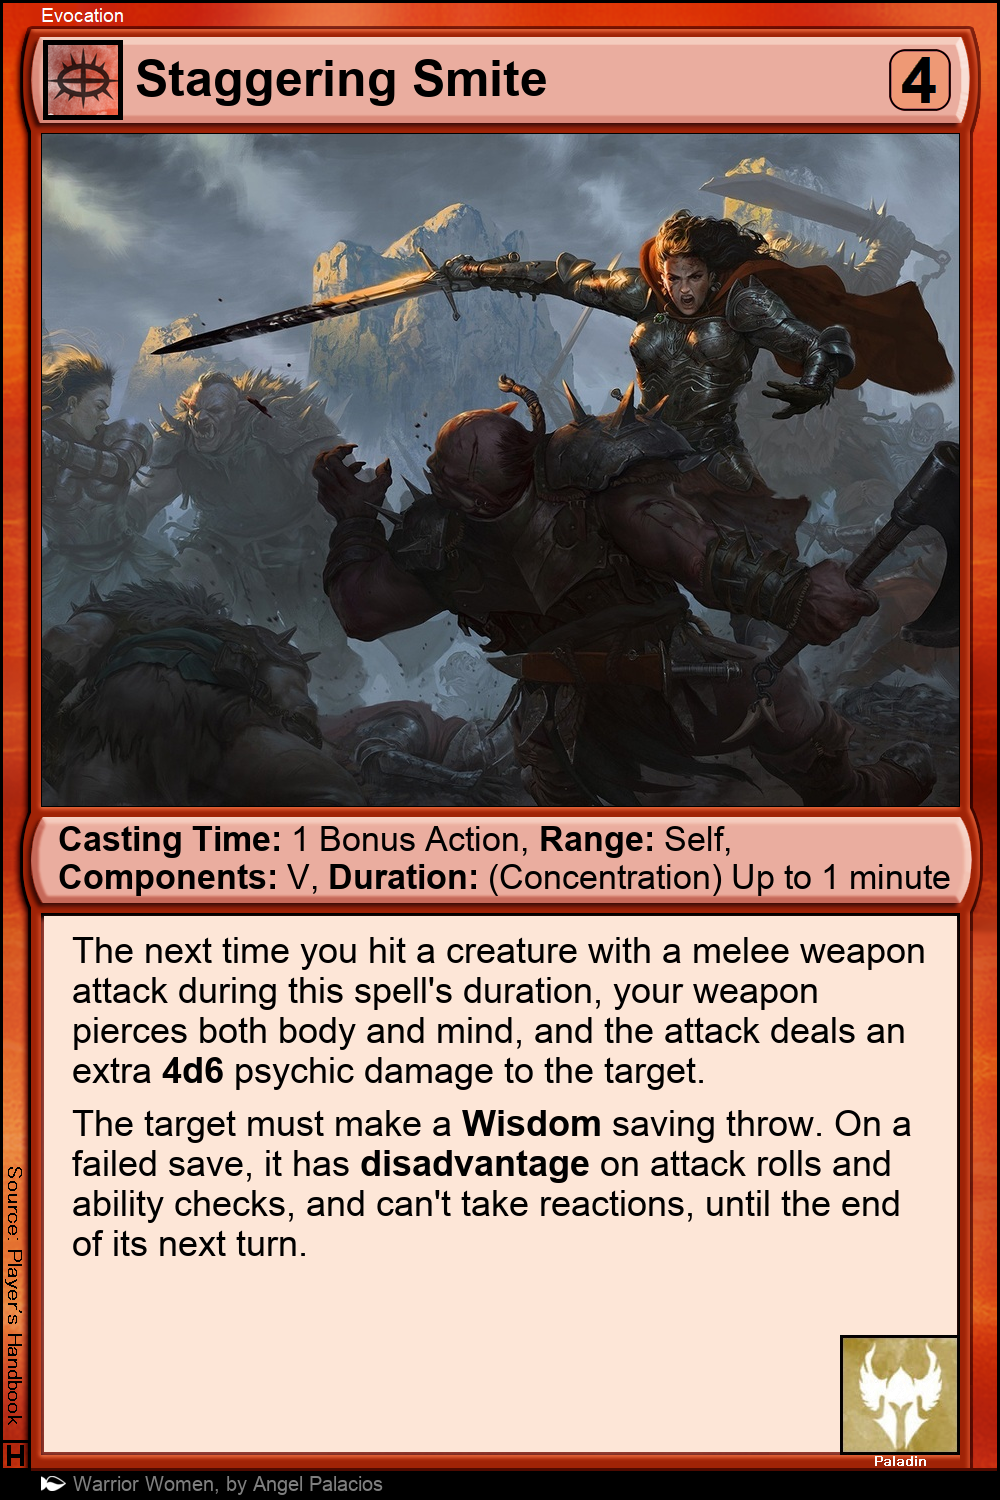 Evocation
Staggering Smite
4
Casting Time: 1 Bonus Action, Range: Self,
Components: V, Duration: (Concentration) Up to 1 minute
The next time you hit a creature with a melee weapon
attack during this spell's duration, your weapon
pierces both body and mind, and the attack deals an
extra 4d6 psychic damage to the target.
The target must make a Wisdom saving throw. On a
failed save, it has disadvantage on attack rolls and
ability checks, and can't take reactions, until the end
of its next turn.
Source: Player's Handbook
H
Paladin
Warrior Women, by Angel Palacios